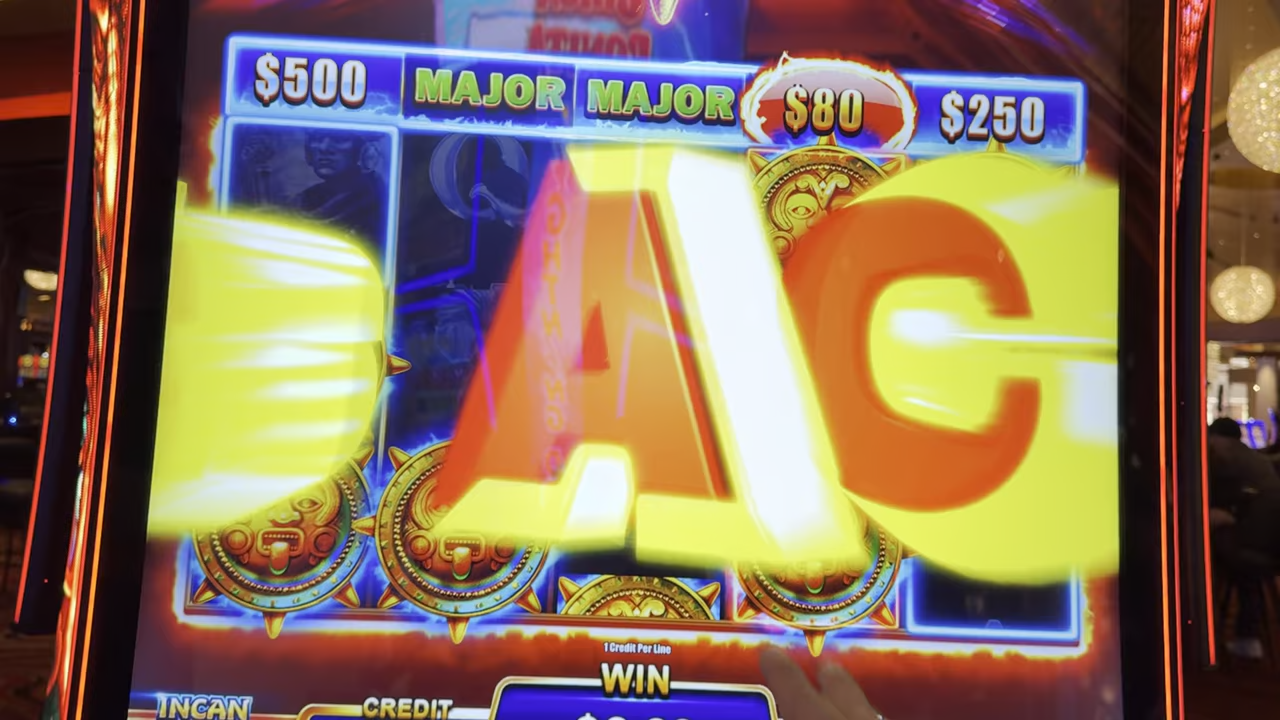 $500 MAJOR MAJOR $80 $250
AC
1 Credit Per Line
WIN
INCAN CREDIT